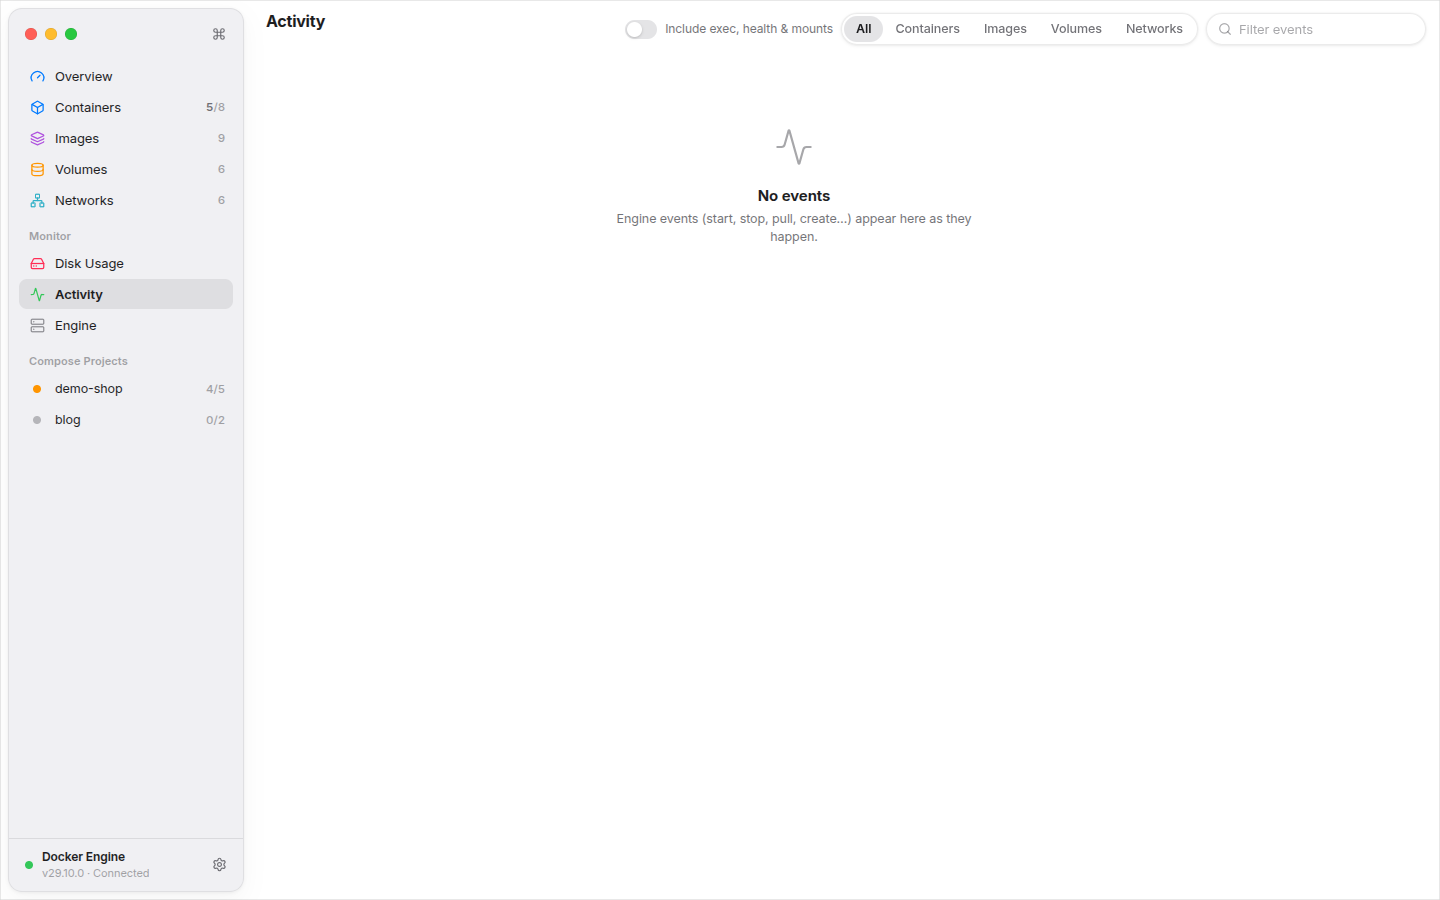 Activity
Include exec, health & mounts
All
Containers
Images
Volumes
Networks
Filter events
Overview
Containers 5/8
Images 9
Volumes 6
Networks 6
Monitor
Disk Usage
Activity
Engine
Compose Projects
demo-shop 4/5
blog 0/2
Docker Engine
v29.10.0 · Connected
No events
Engine events (start, stop, pull, create...) appear here as they
happen.